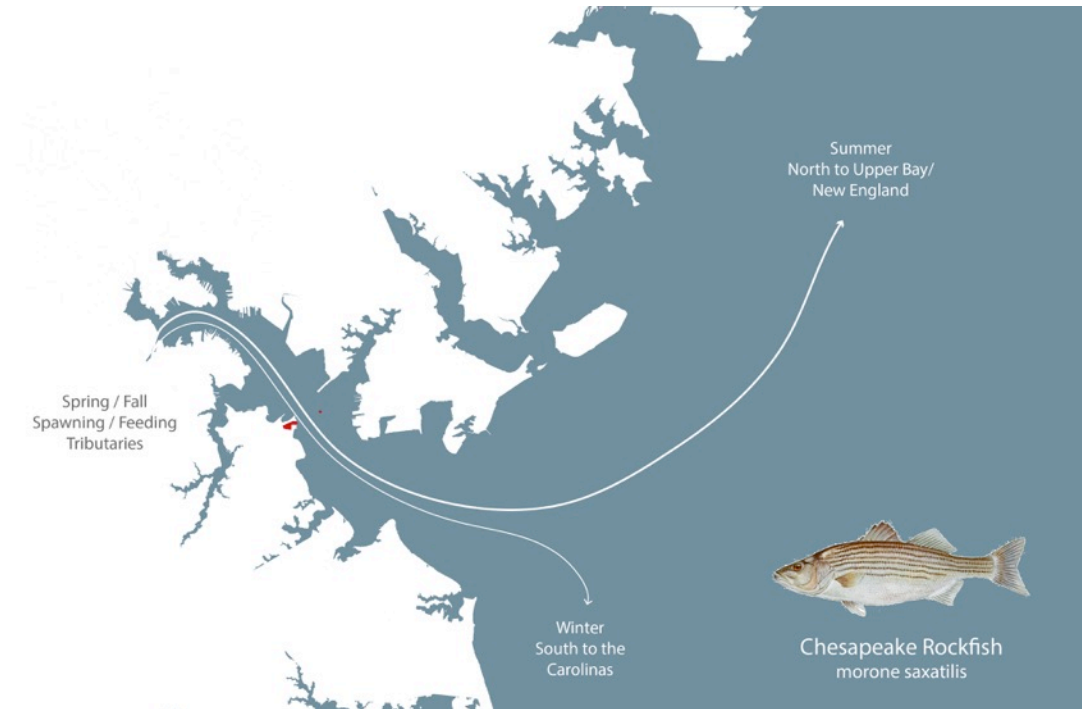 Summer
North to Upper Bay/
New England
Spring / Fall
Spawning / Feeding
Tributaries
Winter
South to the
Carolinas
Chesapeake Rockfish
morone saxatilis